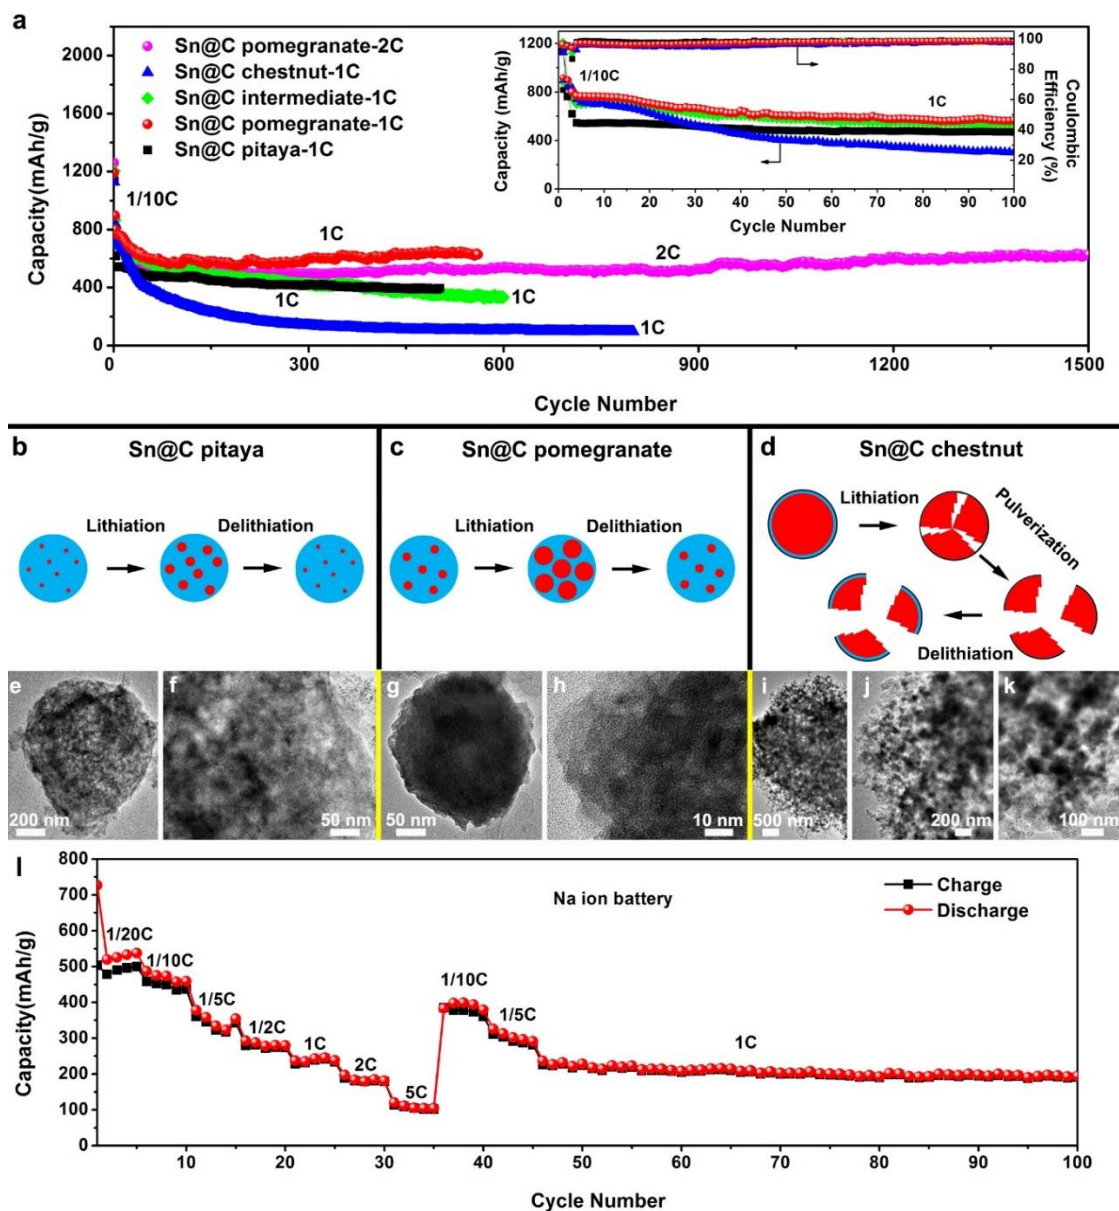 a
2200
2000
1600
1200
800
400
0
Capacity(mAh/g)
Sn@C pomegranate-2C
Sn@C chestnut-1C
Sn@C intermediate-1C
Sn@C pomegranate-1C
Sn@C pitaya-1C
1/10C
1C
2C
1C
1C
1C
0 300 600 900 1200 1500
Cycle Number
1200
800
400
0
Capacity (mAh/g)
1/10C
1C
100
80
60
40
20
Coulombic
Efficiency (%)
0 10 20 30 40 50 60 70 80 90 100
Cycle Number
b Sn@C pitaya
Lithiation Delithiation
c Sn@C pomegranate
Lithiation Delithiation
d Sn@C chestnut
Lithiation
Pulverization
Delithiation
e
200 nm
f
50 nm
g
50 nm
h
10 nm
i
500 nm
j
200 nm
k
100 nm
l
800
700
600
500
400
300
200
100
0
Capacity(mAh/g)
Na ion battery
Charge
Discharge
1/20C
1/10C
1/5C
1/2C
1C
2C
5C
1/10C
1/5C
1C
10 20 30 40 50 60 70 80 90 100
Cycle Number